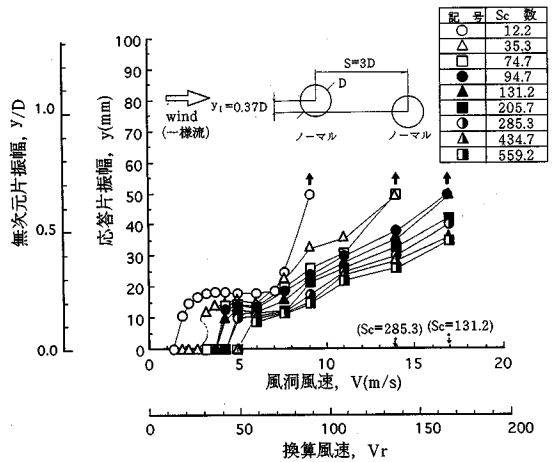 記 号 Sc 数
12.2
35.3
74.7
94.7
131.2
205.7
285.3
434.7
559.2
S=3D
D
y₁=0.37D
wind
(一様流)
ノーマル
ノーマル
無次元片振幅, y/D
1.0
0.5
0.0
応答片振幅, y(mm)
100
90
80
70
60
50
40
30
20
10
0
(Sc=285.3)
(Sc=131.2)
0 5 10 15 20
風洞風速, V(m/s)
0 50 100 150 200
換算風速, Vr